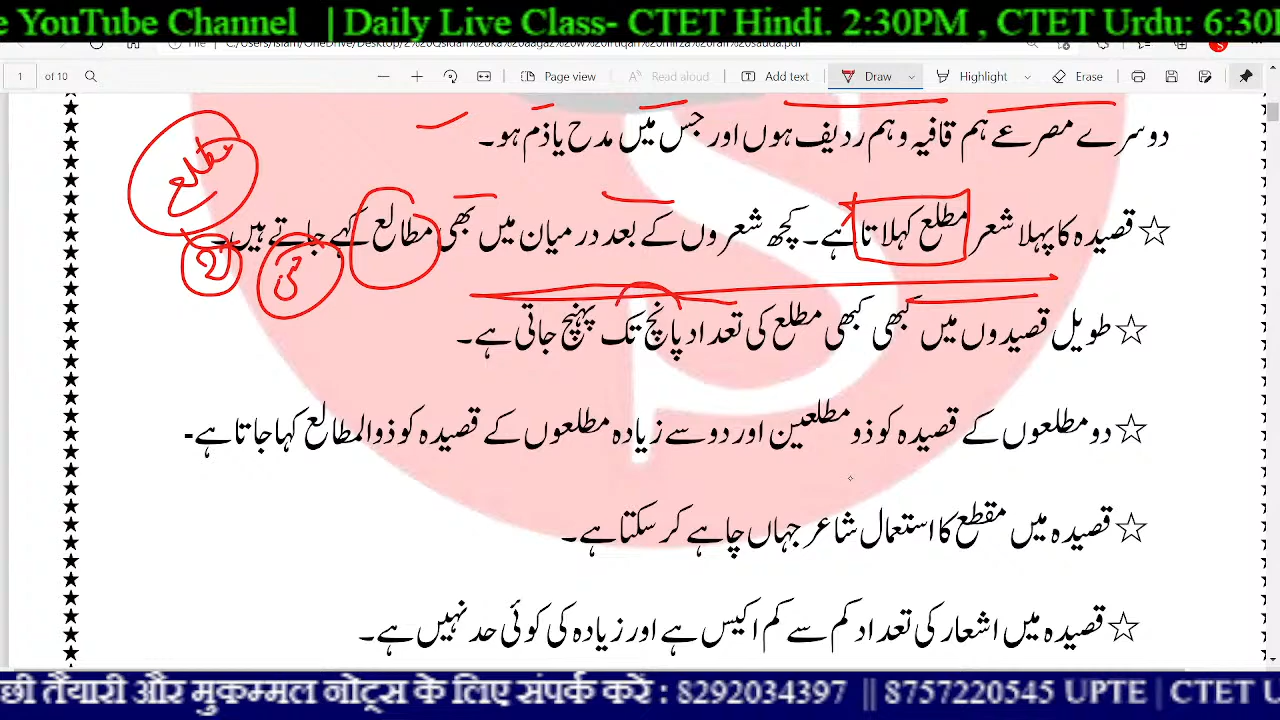 e YouTube Channel | Daily Live Class- CTET Hindi. 2:30PM , CTET Urdu: 6:30P
1 of 10 Page view Read aloud Add text Draw Highlight Erase
دوسرے مصرعے ہم قافیہ و ہم ردیف ہوں اور جس میں مدح یا ذم ہو۔
مطلع
☆ قصیدہ کا پہلا شعر مطلع کہلاتا ہے۔ کچھ شعروں کے بعد درمیان میں بھی مطالع کہے جاتے ہیں۔
☆ طویل قصیدوں میں کبھی کبھی مطلع کی تعداد پانچ تک پہنچ جاتی ہے۔
☆ دو مطلعوں کے قصیدہ کو ذو مطلعین اور دو سے زیادہ مطلعوں کے قصیدہ کو ذوالمطالع کہا جاتا ہے-
☆ قصیدہ میں مقطع کا استعمال شاعر جہاں چاہے کر سکتا ہے۔
☆ قصیدہ میں اشعار کی تعداد کم سے کم اکیس ہے اور زیادہ کی کوئی حد نہیں ہے۔
छी तैयारी और मुकम्मल नोट्स के लिए संपर्क करें : 8292034397 || 8757220545 UPTE | CTET U